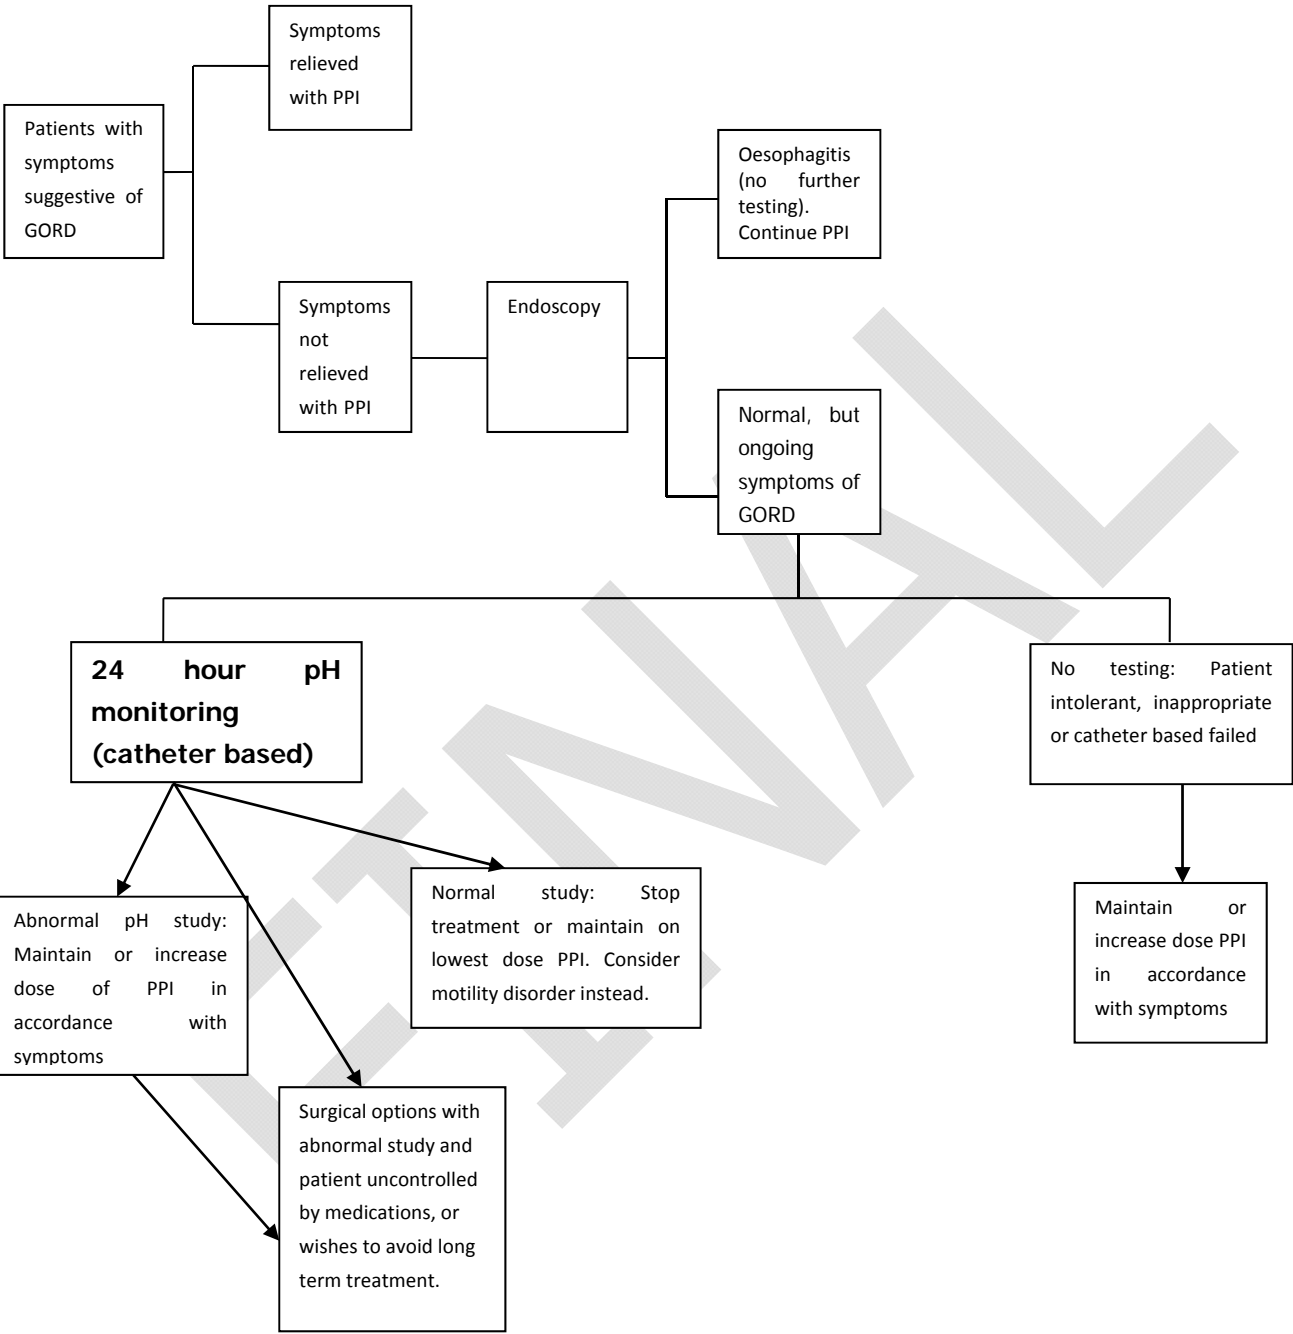 Symptoms
relieved
with PPI
Patients with
symptoms
suggestive of
GORD
Oesophagitis
(no further
testing).
Continue PPI
Symptoms
not
relieved
with PPI
Endoscopy
Normal, but
ongoing
symptoms of
GORD
24 hour pH
monitoring
(catheter based)
No testing: Patient
intolerant, inappropriate
or catheter based failed
Abnormal pH study:
Maintain or increase
dose of PPI in
accordance with
symptoms
Normal study: Stop
treatment or maintain on
lowest dose PPI. Consider
motility disorder instead.
Maintain or
increase dose PPI
in accordance
with symptoms
Surgical options with
abnormal study and
patient uncontrolled
by medications, or
wishes to avoid long
term treatment.
FINAL